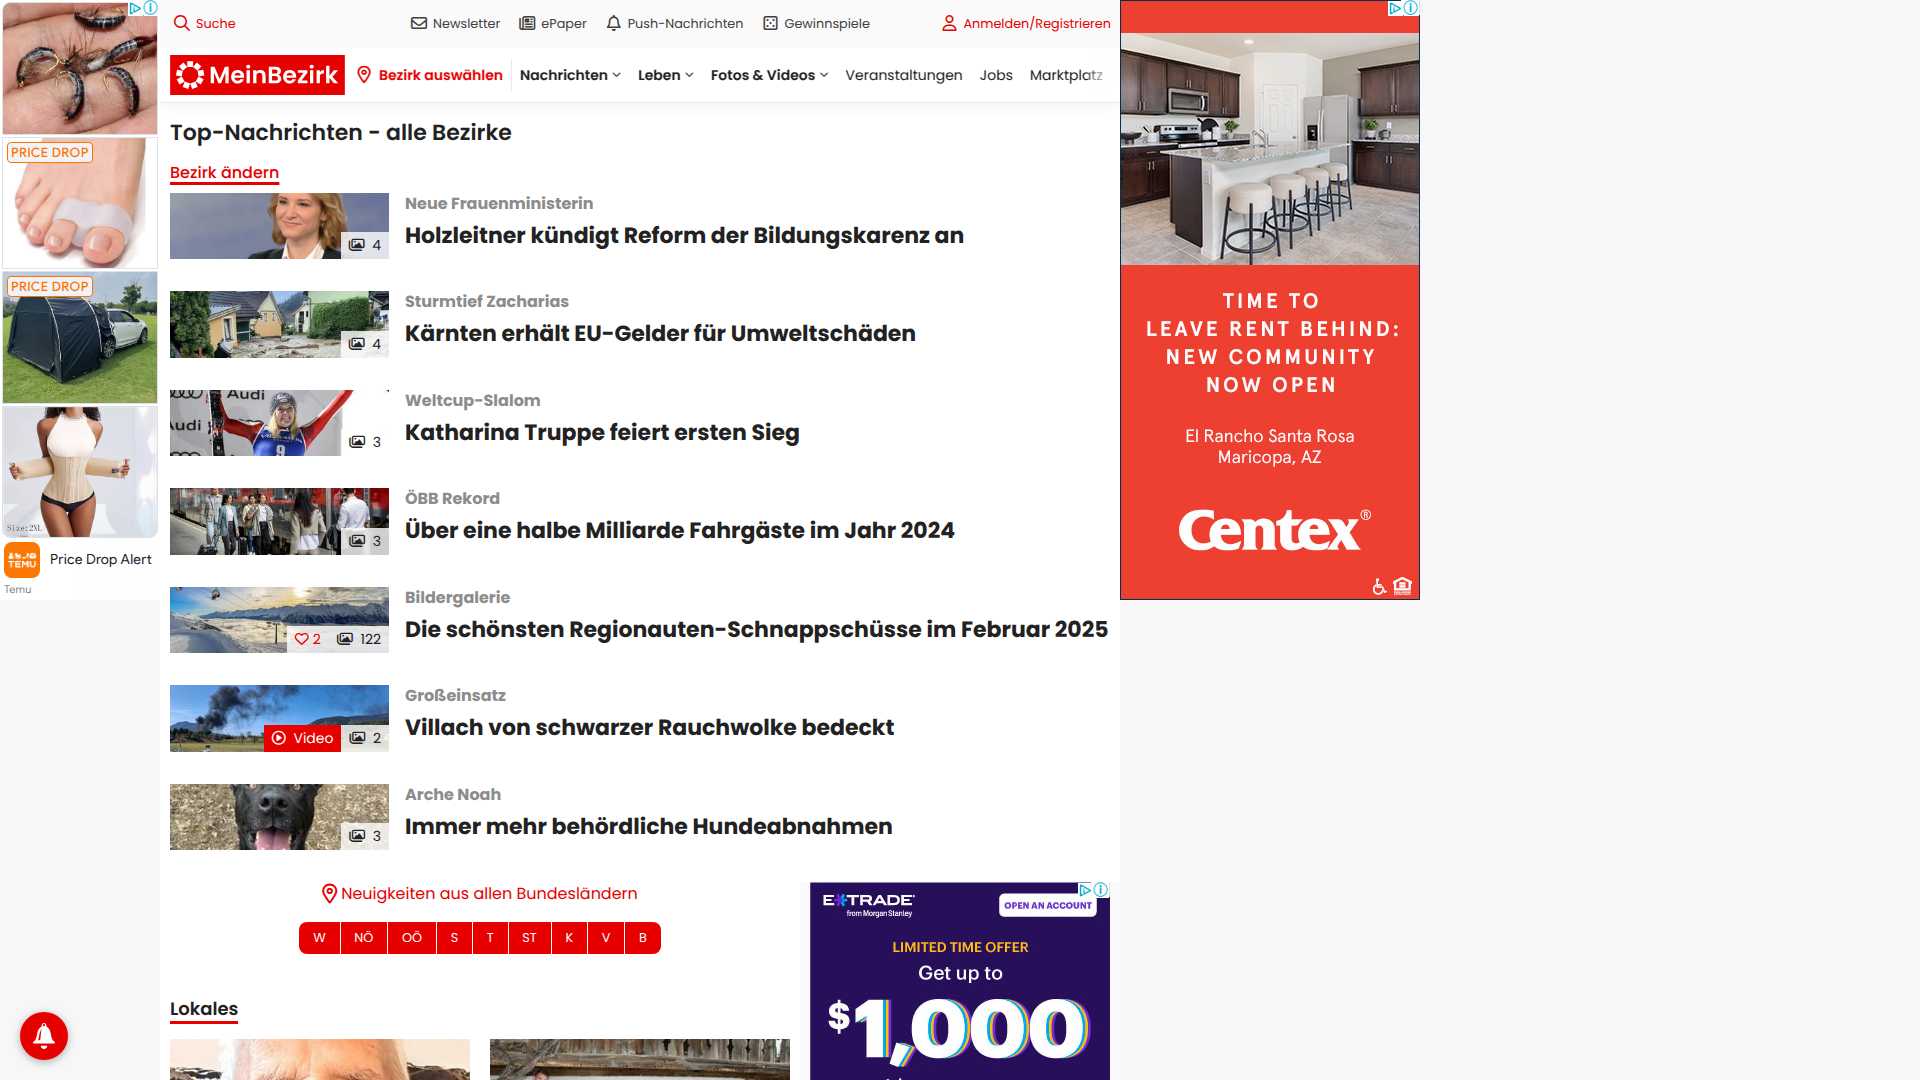 Suche
Newsletter
ePaper
Push-Nachrichten
Gewinnspiele
Anmelden/Registrieren
MeinBezirk
Bezirk auswählen
Nachrichten
Leben
Fotos & Videos
Veranstaltungen
Jobs
Marktplatz
Top-Nachrichten - alle Bezirke
Bezirk ändern
Neue Frauenministerin
Holzleitner kündigt Reform der Bildungskarenz an
4
Sturmtief Zacharias
Kärnten erhält EU-Gelder für Umweltschäden
4
Audi
Audi
9
Weltcup-Slalom
Katharina Truppe feiert ersten Sieg
3
ÖBB Rekord
Über eine halbe Milliarde Fahrgäste im Jahr 2024
3
Bildergalerie
Die schönsten Regionauten-Schnappschüsse im Februar 2025
2
122
Großeinsatz
Villach von schwarzer Rauchwolke bedeckt
Video
2
Arche Noah
Immer mehr behördliche Hundeabnahmen
3
Neuigkeiten aus allen Bundesländern
W
NÖ
OÖ
S
T
ST
K
V
B
Lokales
PRICE DROP
PRICE DROP
Size:2XL
TEMU
Price Drop Alert
Temu
TIME TO
LEAVE RENT BEHIND:
NEW COMMUNITY
NOW OPEN
El Rancho Santa Rosa
Maricopa, AZ
Centex®
E*TRADE®
from Morgan Stanley
OPEN AN ACCOUNT
LIMITED TIME OFFER
Get up to
$1,000